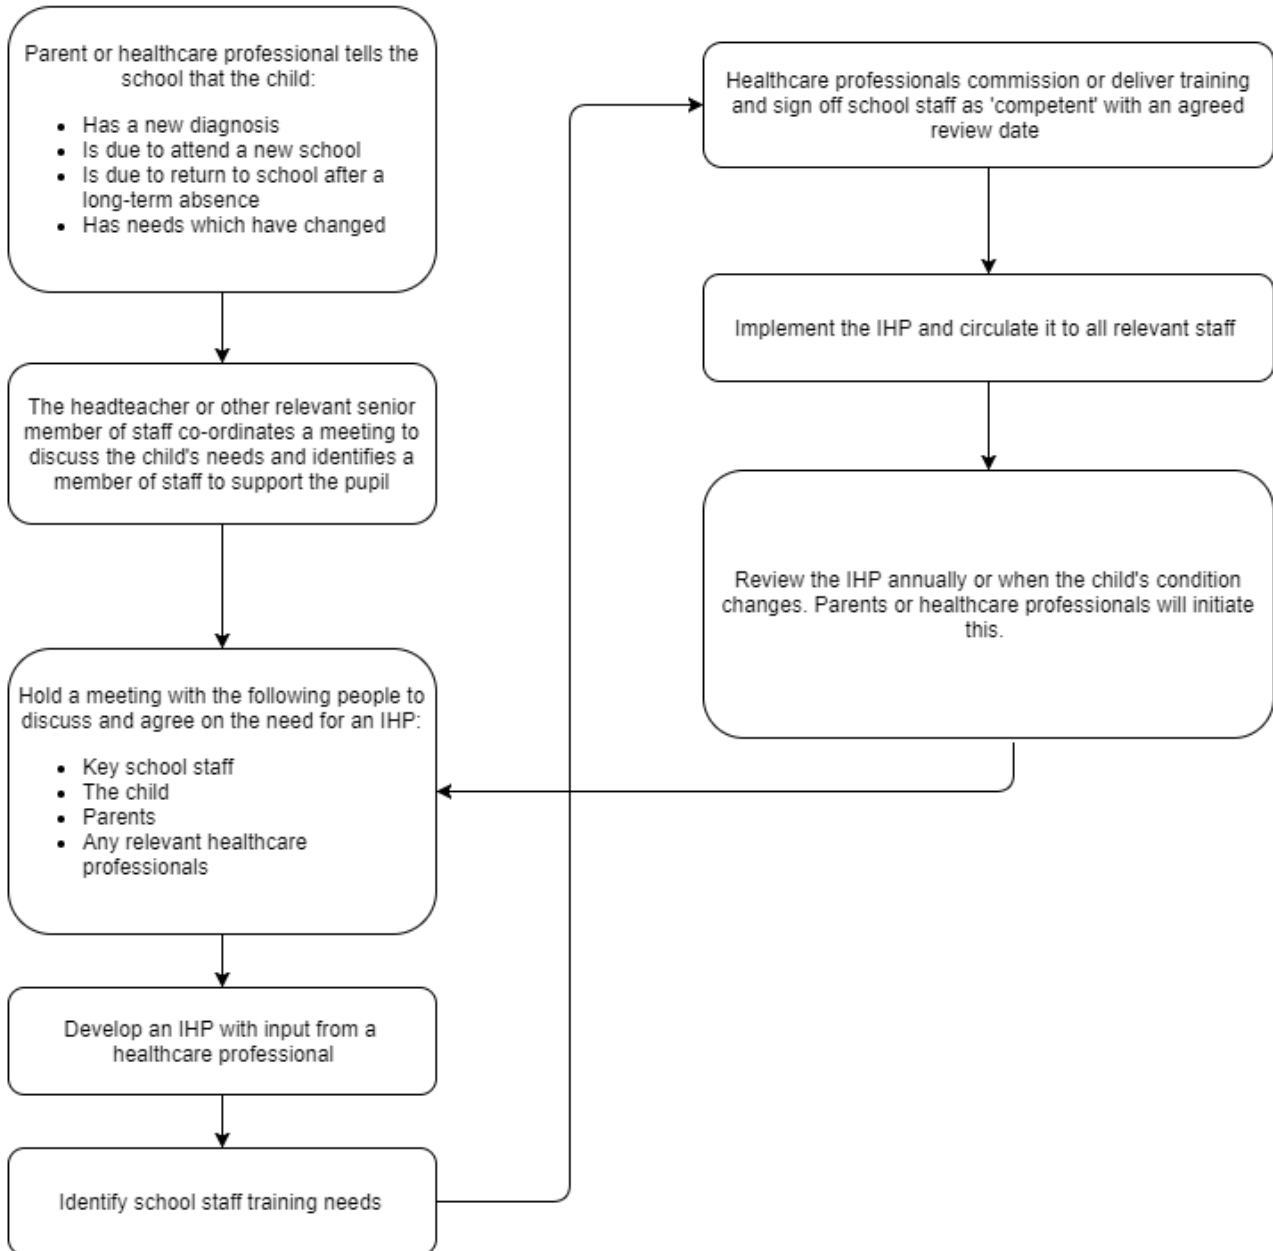 Parent or healthcare professional tells the
school that the child:
• Has a new diagnosis
• Is due to attend a new school
• Is due to return to school after a
long-term absence
• Has needs which have changed
The headteacher or other relevant senior
member of staff co-ordinates a meeting to
discuss the child's needs and identifies a
member of staff to support the pupil
Hold a meeting with the following people to
discuss and agree on the need for an IHP:
• Key school staff
• The child
• Parents
• Any relevant healthcare
professionals
Develop an IHP with input from a
healthcare professional
Identify school staff training needs
Healthcare professionals commission or deliver training
and sign off school staff as 'competent' with an agreed
review date
Implement the IHP and circulate it to all relevant staff
Review the IHP annually or when the child's condition
changes. Parents or healthcare professionals will initiate
this.